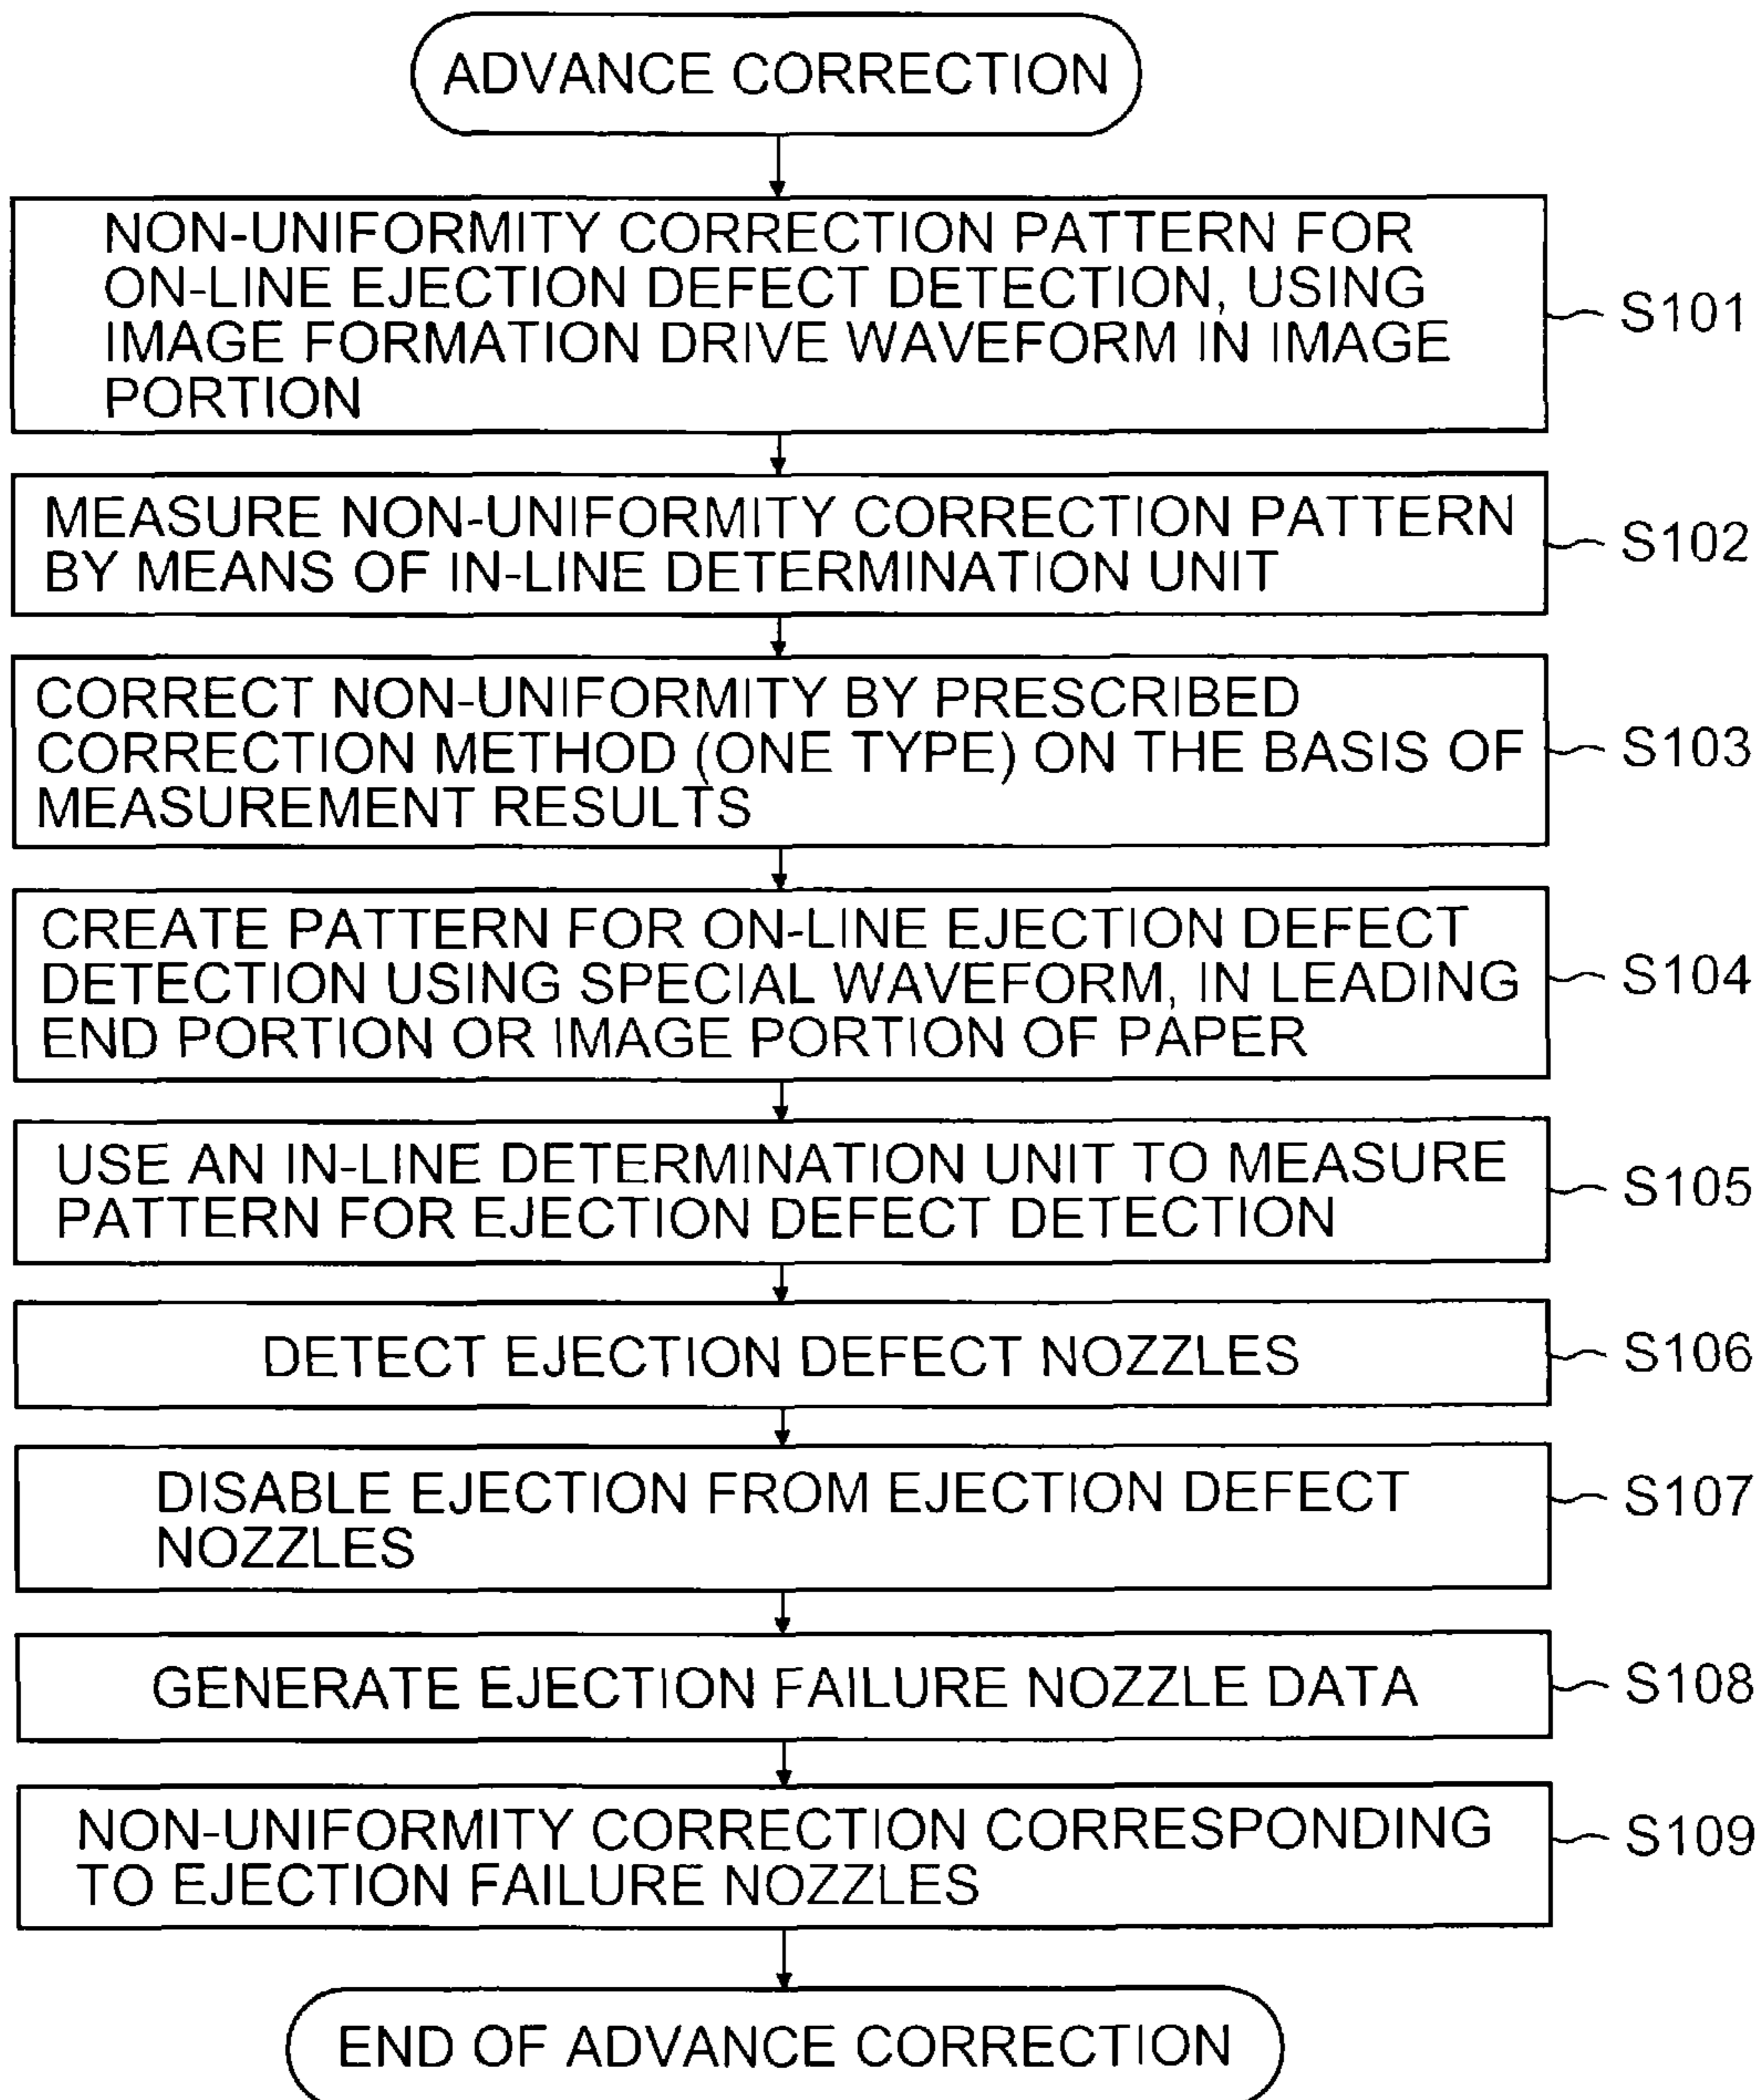 ADVANCE CORRECTION
NON-UNIFORMITY CORRECTION PATTERN FOR
ON-LINE EJECTION DEFECT DETECTION, USING
IMAGE FORMATION DRIVE WAVEFORM IN IMAGE
PORTION
S101
MEASURE NON-UNIFORMITY CORRECTION PATTERN
BY MEANS OF IN-LINE DETERMINATION UNIT
S102
CORRECT NON-UNIFORMITY BY PRESCRIBED
CORRECTION METHOD (ONE TYPE) ON THE BASIS OF
MEASUREMENT RESULTS
S103
CREATE PATTERN FOR ON-LINE EJECTION DEFECT
DETECTION USING SPECIAL WAVEFORM, IN LEADING
END PORTION OR IMAGE PORTION OF PAPER
S104
USE AN IN-LINE DETERMINATION UNIT TO MEASURE
PATTERN FOR EJECTION DEFECT DETECTION
S105
DETECT EJECTION DEFECT NOZZLES
S106
DISABLE EJECTION FROM EJECTION DEFECT
NOZZLES
S107
GENERATE EJECTION FAILURE NOZZLE DATA
S108
NON-UNIFORMITY CORRECTION CORRESPONDING
TO EJECTION FAILURE NOZZLES
S109
END OF ADVANCE CORRECTION